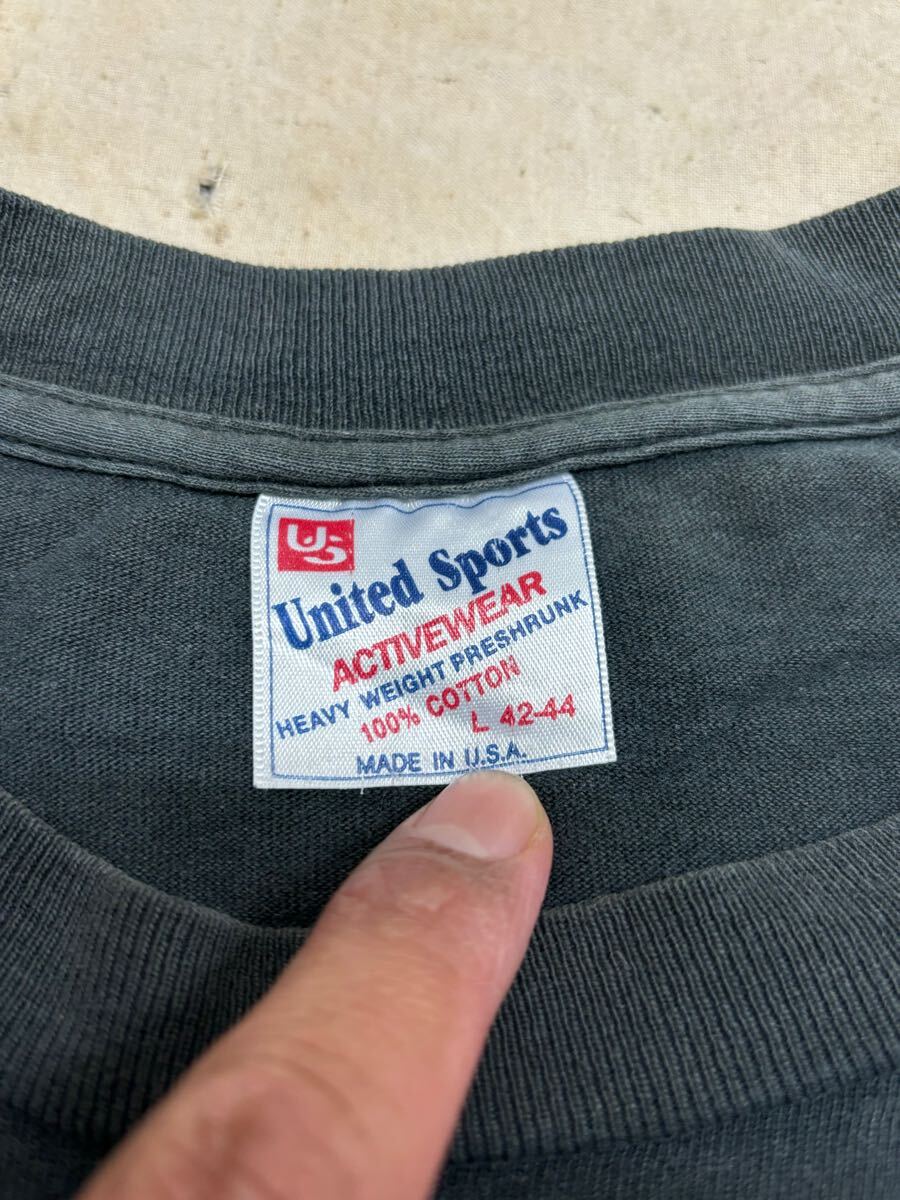 US
United Sports
ACTIVEWEAR
HEAVY WEIGHT PRESHRUNK
100% COTTON
L 42-44
MADE IN U.S.A.